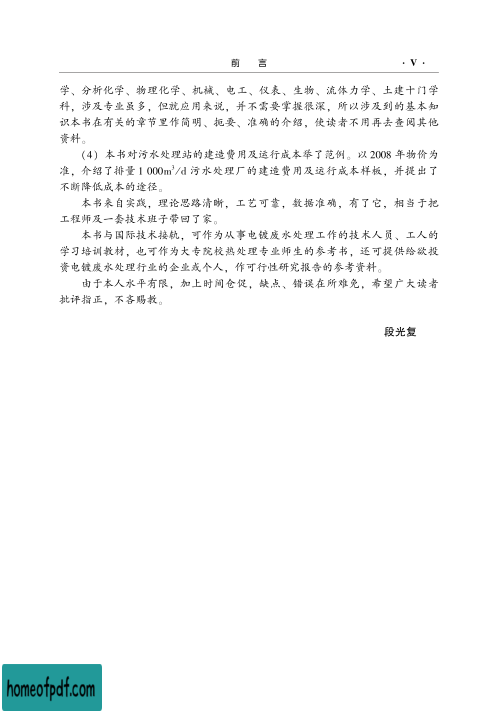 前 言 · V ·
学、分析化学、物理化学、机械、电工、仪表、生物、流体力学、土建十门学
科，涉及专业虽多，但就应用来说，并不需要掌握很深，所以涉及到的基本知
识本书在有关的章节里作简明、扼要、准确的介绍，使读者不用再去查阅其他
资料。
(4) 本书对污水处理站的建造费用及运行成本举了范例。以 2008 年物价为
准，介绍了排量 1 000m³/d 污水处理厂的建造费用及运行成本样板，并提出了
不断降低成本的途径。
本书来自实践，理论思路清晰，工艺可靠，数据准确，有了它，相当于把
工程师及一套技术班子带回了家。
本书与国际技术接轨，可作为从事电镀废水处理工作的技术人员、工人的
学习培训教材，也可作为大专院校热处理专业师生的参考书，还可提供给欲投
资电镀废水处理行业的企业或个人，作可行性研究报告的参考资料。
由于本人水平有限，加上时间仓促，缺点、错误在所难免，希望广大读者
批评指正，不吝赐教。
段光复
homeofpdf.com